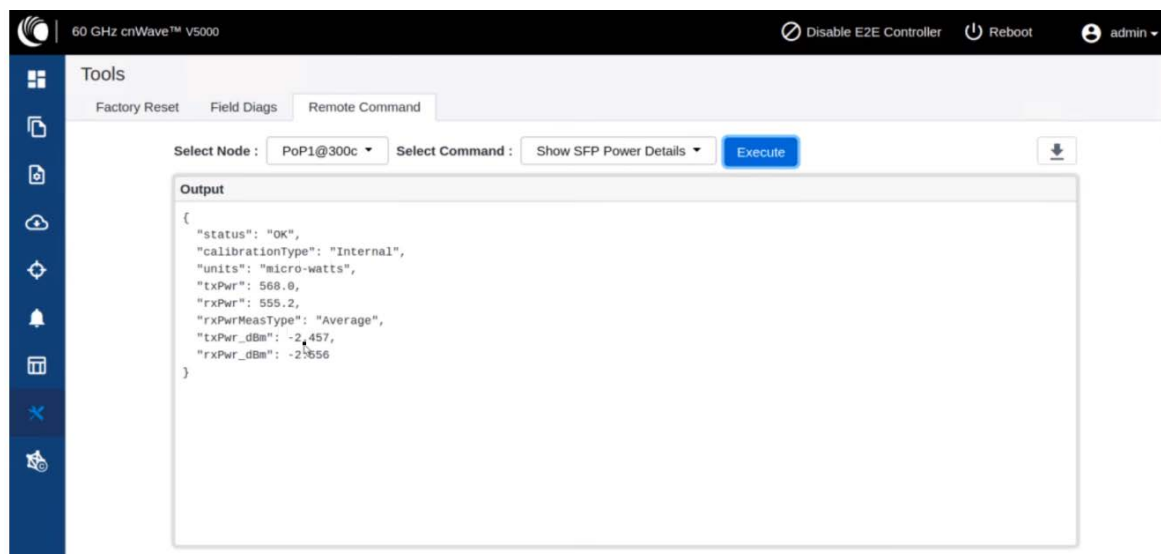 60 GHz cnWave™ V5000
Disable E2E Controller
Reboot
admin
Tools
Factory Reset
Field Diags
Remote Command
Select Node :
PoP1@300c
Select Command :
Show SFP Power Details
Execute
Output
{
"status": "OK",
"calibrationType": "Internal",
"units": "micro-watts",
"txPwr": 568.0,
"rxPwr": 555.2,
"rxPwrMeasType": "Average",
"txPwr_dBm": -2.457,
"rxPwr_dBm": -2.556
}